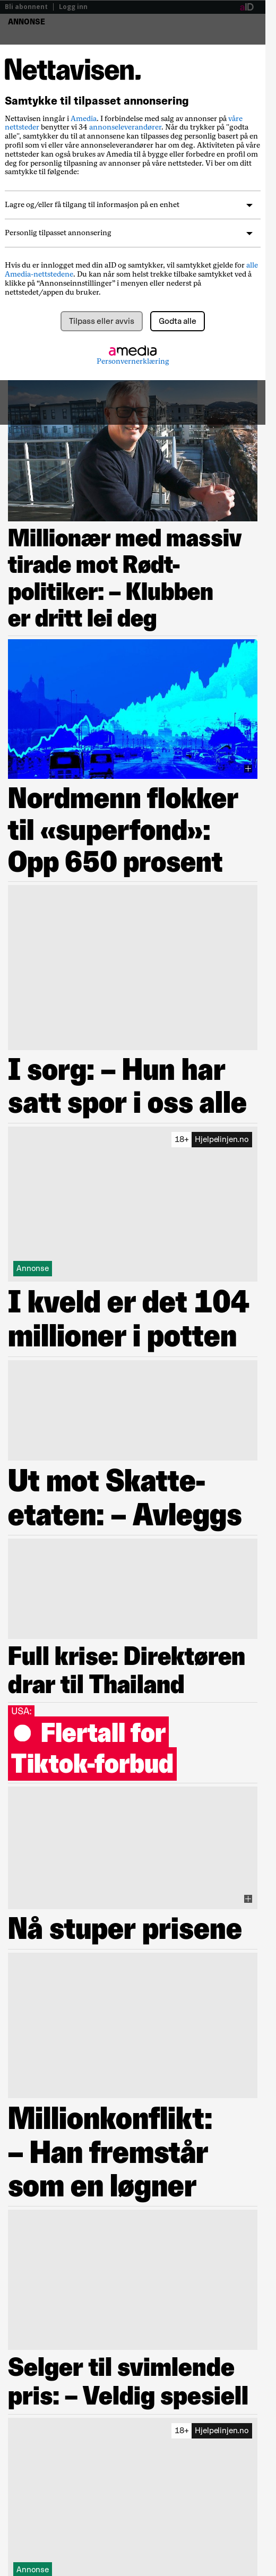 Bli abonnent | Logg inn
aID
ANNONSE
Nettavisen.
Samtykke til tilpasset annonsering
Nettavisen inngår i Amedia. I forbindelse med salg av annonser på våre
nettsteder benytter vi 34 annonseleverandører. Når du trykker på "godta
alle", samtykker du til at annonsene kan tilpasses deg personlig basert på en
profil som vi eller våre annonseleverandører har om deg. Aktiviteten på våre
nettsteder kan også brukes av Amedia til å bygge eller forbedre en profil om
deg for personlig tilpasning av annonser på våre nettsteder. Vi ber om ditt
samtykke til følgende:
Lagre og/eller få tilgang til informasjon på en enhet
Personlig tilpasset annonsering
Hvis du er innlogget med din aID og samtykker, vil samtykket gjelde for alle
Amedia-nettstedene. Du kan når som helst trekke tilbake samtykket ved å
klikke på “Annonseinnstillinger” i menyen eller nederst på
nettstedet/appen du bruker.
Tilpass eller avvis
Godta alle
amedia
Personvernerklæring
Millionær med massiv
tirade mot Rødt-
politiker: – Klubben
er dritt lei deg
Nordmenn flokker
til «superfond»:
Opp 650 prosent
I sorg: – Hun har
satt spor i oss alle
18+ Hjelpelinjen.no
Annonse
I kveld er det 104
millioner i potten
Ut mot Skatte-
etaten: – Avleggs
Full krise: Direktøren
drar til Thailand
USA:
Flertall for
Tiktok-forbud
Nå stuper prisene
Millionkonflikt:
– Han fremstår
som en løgner
Selger til svimlende
pris: – Veldig spesiell
18+ Hjelpelinjen.no
Annonse